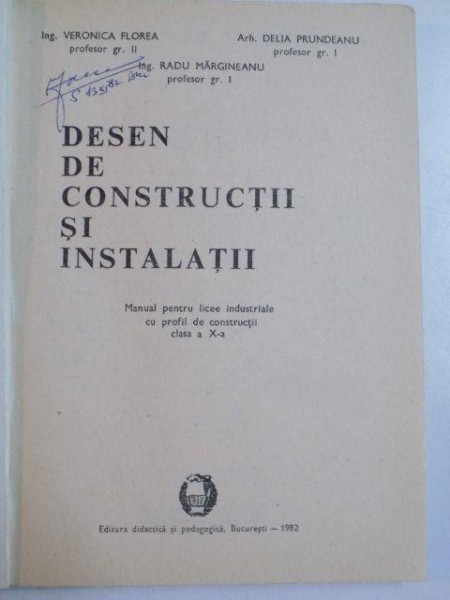 Ing. VERONICA FLOREA
profesor gr. II
Arh. DELIA PRUNDEANU
profesor gr. I
Ing. RADU MĂRGINEANU
profesor gr. I
DESEN
DE
CONSTRUCȚII
ȘI
INSTALAȚII
Manual pentru licee industriale
cu profil de construcții
clasa a X-a
Editura didactică și pedagogică, București — 1982